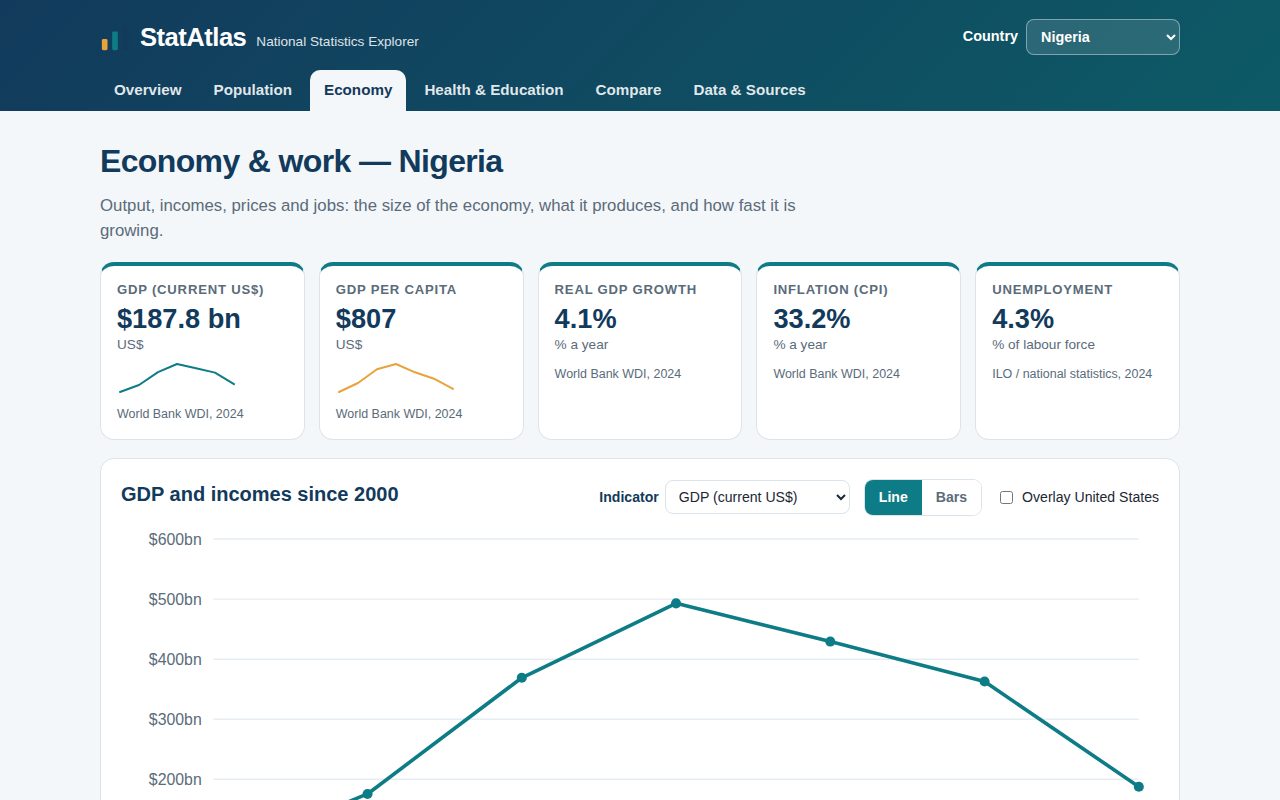 StatAtlas National Statistics Explorer
Country Nigeria
Overview Population Economy Health & Education Compare Data & Sources
Economy & work — Nigeria
Output, incomes, prices and jobs: the size of the economy, what it produces, and how fast it is
growing.
GDP (CURRENT US$)
$187.8 bn
US$
World Bank WDI, 2024
GDP PER CAPITA
$807
US$
World Bank WDI, 2024
REAL GDP GROWTH
4.1%
% a year
World Bank WDI, 2024
INFLATION (CPI)
33.2%
% a year
World Bank WDI, 2024
UNEMPLOYMENT
4.3%
% of labour force
ILO / national statistics, 2024
GDP and incomes since 2000
Indicator GDP (current US$) Line Bars Overlay United States
$600bn
$500bn
$400bn
$300bn
$200bn